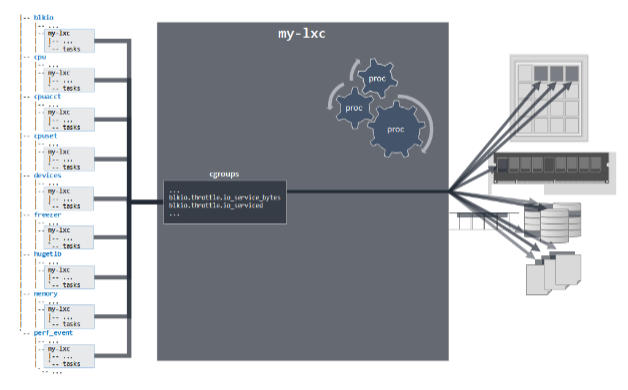 |-- blkio
|-- ...
my-lxc
|-- ...
`-- tasks
-- cpu
-- ...
my-lxc
|-- ...
`-- tasks
-- cpuacct
-- ...
my-lxc
|-- ...
`-- tasks
-- cpuset
-- ...
my-lxc
|-- ...
`-- tasks
-- devices
-- ...
my-lxc
|-- ...
`-- tasks
-- freezer
-- ...
my-lxc
|-- ...
`-- tasks
-- hugetlb
-- ...
my-lxc
|-- ...
`-- tasks
-- memory
-- ...
my-lxc
|-- ...
`-- tasks
`-- perf_event
-- ...
my-lxc
|-- ...
`-- tasks
`-- ...
my-lxc
proc
proc
proc
cgroups
...
blkio.throttle.io_service_bytes
blkio.throttle.io_serviced
...